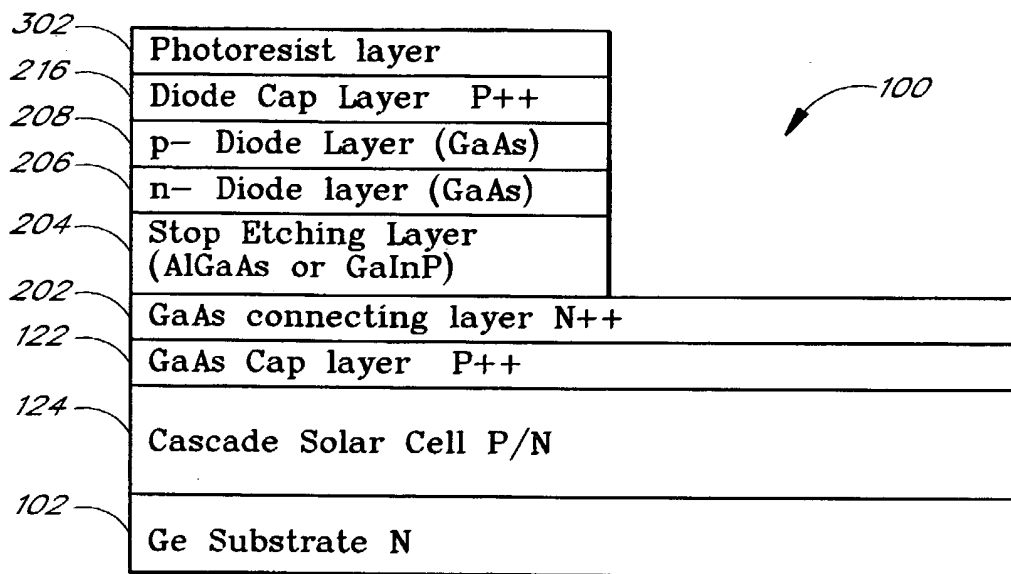 302
Photoresist layer
216
Diode Cap Layer P++
100
208
p- Diode Layer (GaAs)
206
n- Diode layer (GaAs)
204
Stop Etching Layer
(AlGaAs or GaInP)
202
GaAs connecting layer N++
122
GaAs Cap layer P++
124
Cascade Solar Cell P/N
102
Ge Substrate N